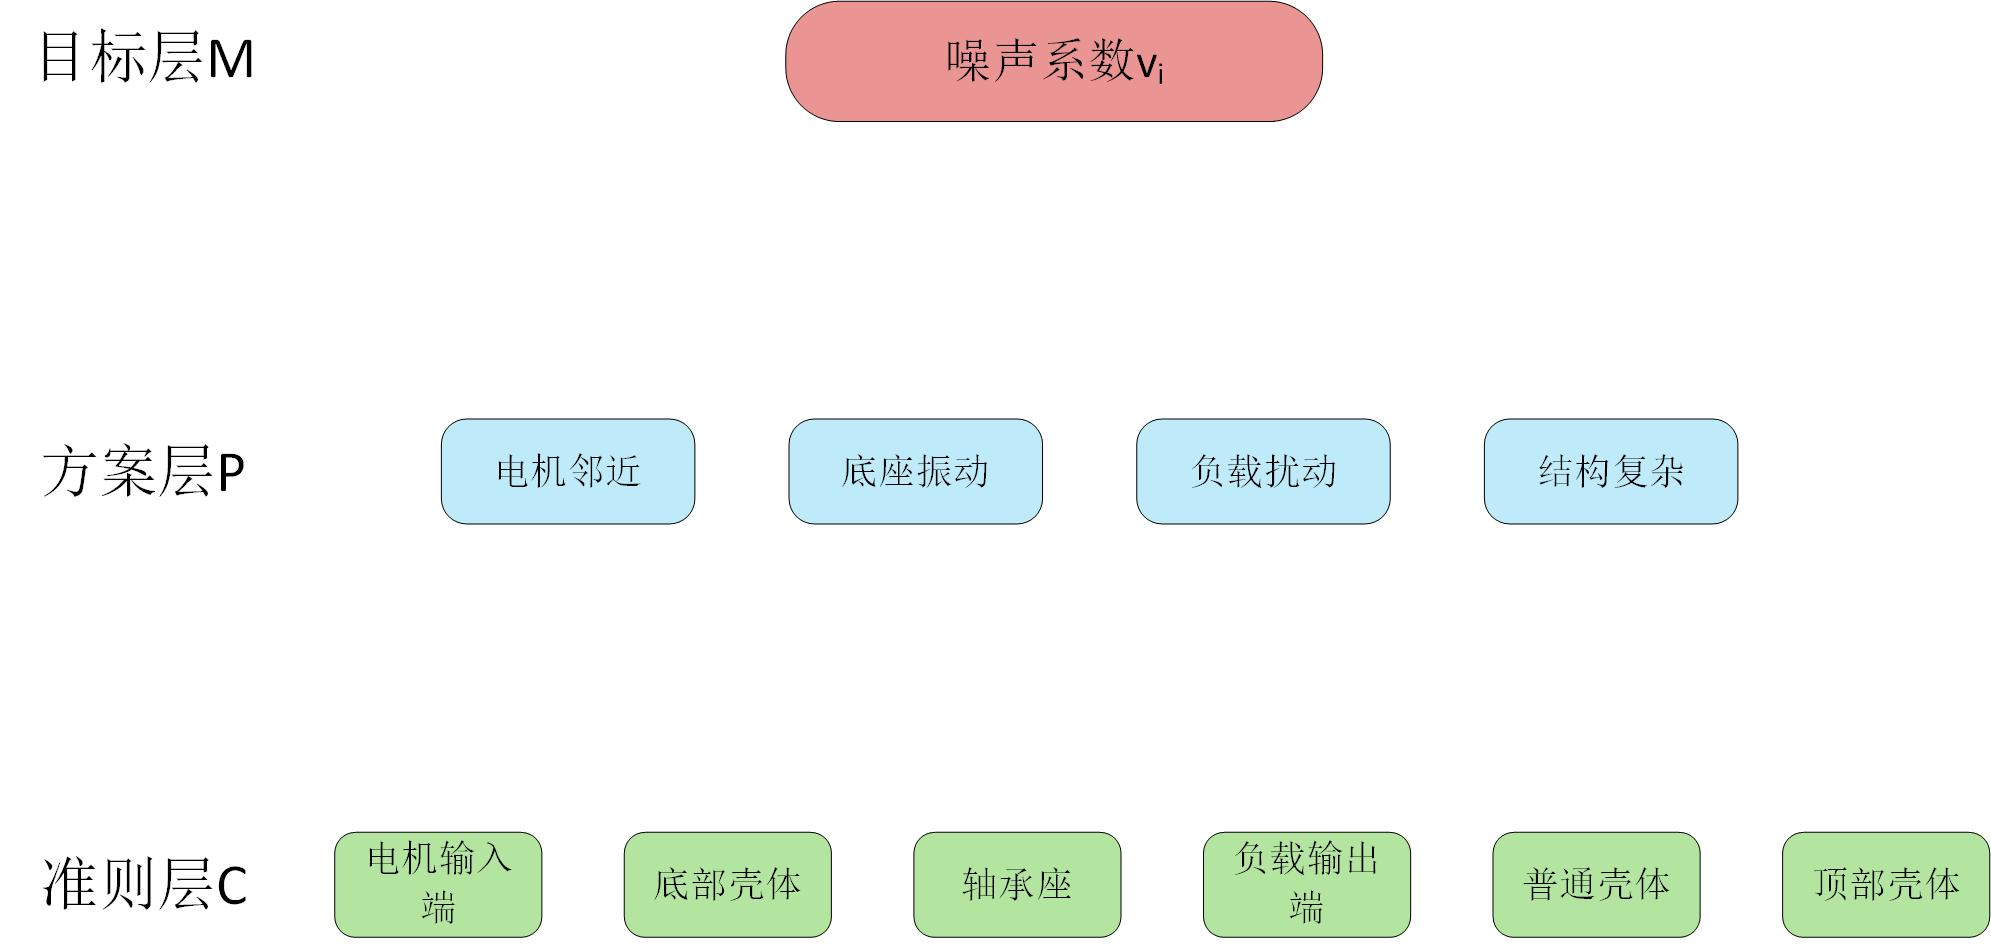 目标层M
噪声系数vi
方案层P
电机邻近
底座振动
负载扰动
结构复杂
准则层C
电机输入
端
底部壳体
轴承座
负载输出
端
普通壳体
顶部壳体